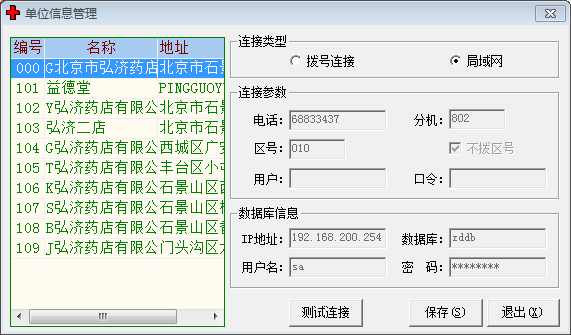 单位信息管理
编号 名称 地址
000 G北京市弘济药店 北京市石景
101 益德堂 PINGGUOY
102 Y弘济药店有限公 北京市石景
103 弘济二店 北京市石景
104 G弘济药店有限公 西城区广安
105 T弘济药店有限公 丰台区小屯
106 K弘济药店有限公 石景山区
107 S弘济药店有限公 石景山区
108 B弘济药店有限公 石景山区
109 J弘济药店有限公 门头沟区
连接类型
拨号连接 局域网
连接参数
电话: 68833437 分机: 802
区号: 010 不拨区号
用户: 口令:
数据库信息
IP地址: 192.168.200.254 数据库: zddb
用户名: sa 密 码: ********
测试连接 保存(S) 退出(X)